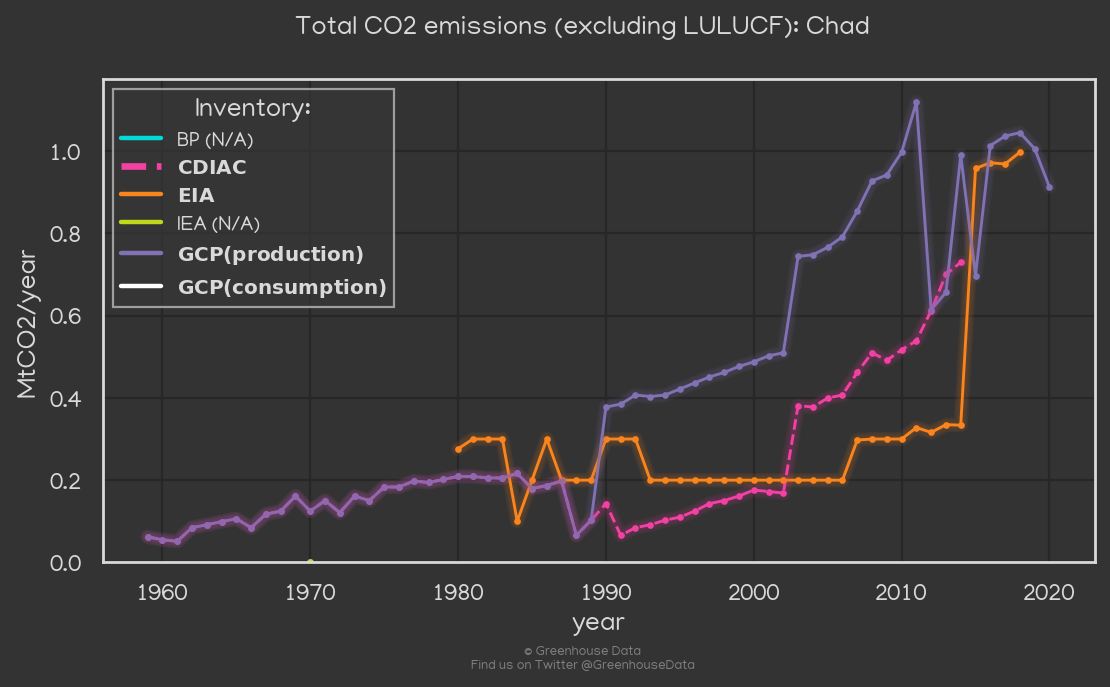 Total CO2 emissions (excluding LULUCF): Chad
Inventory:
BP (N/A)
CDIAC
EIA
IEA (N/A)
GCP(production)
GCP(consumption)
MtCO2/year
1.0
0.8
0.6
0.4
0.2
0.0
1960 1970 1980 1990 2000 2010 2020
year
© Greenhouse Data
Find us on Twitter @GreenhouseData